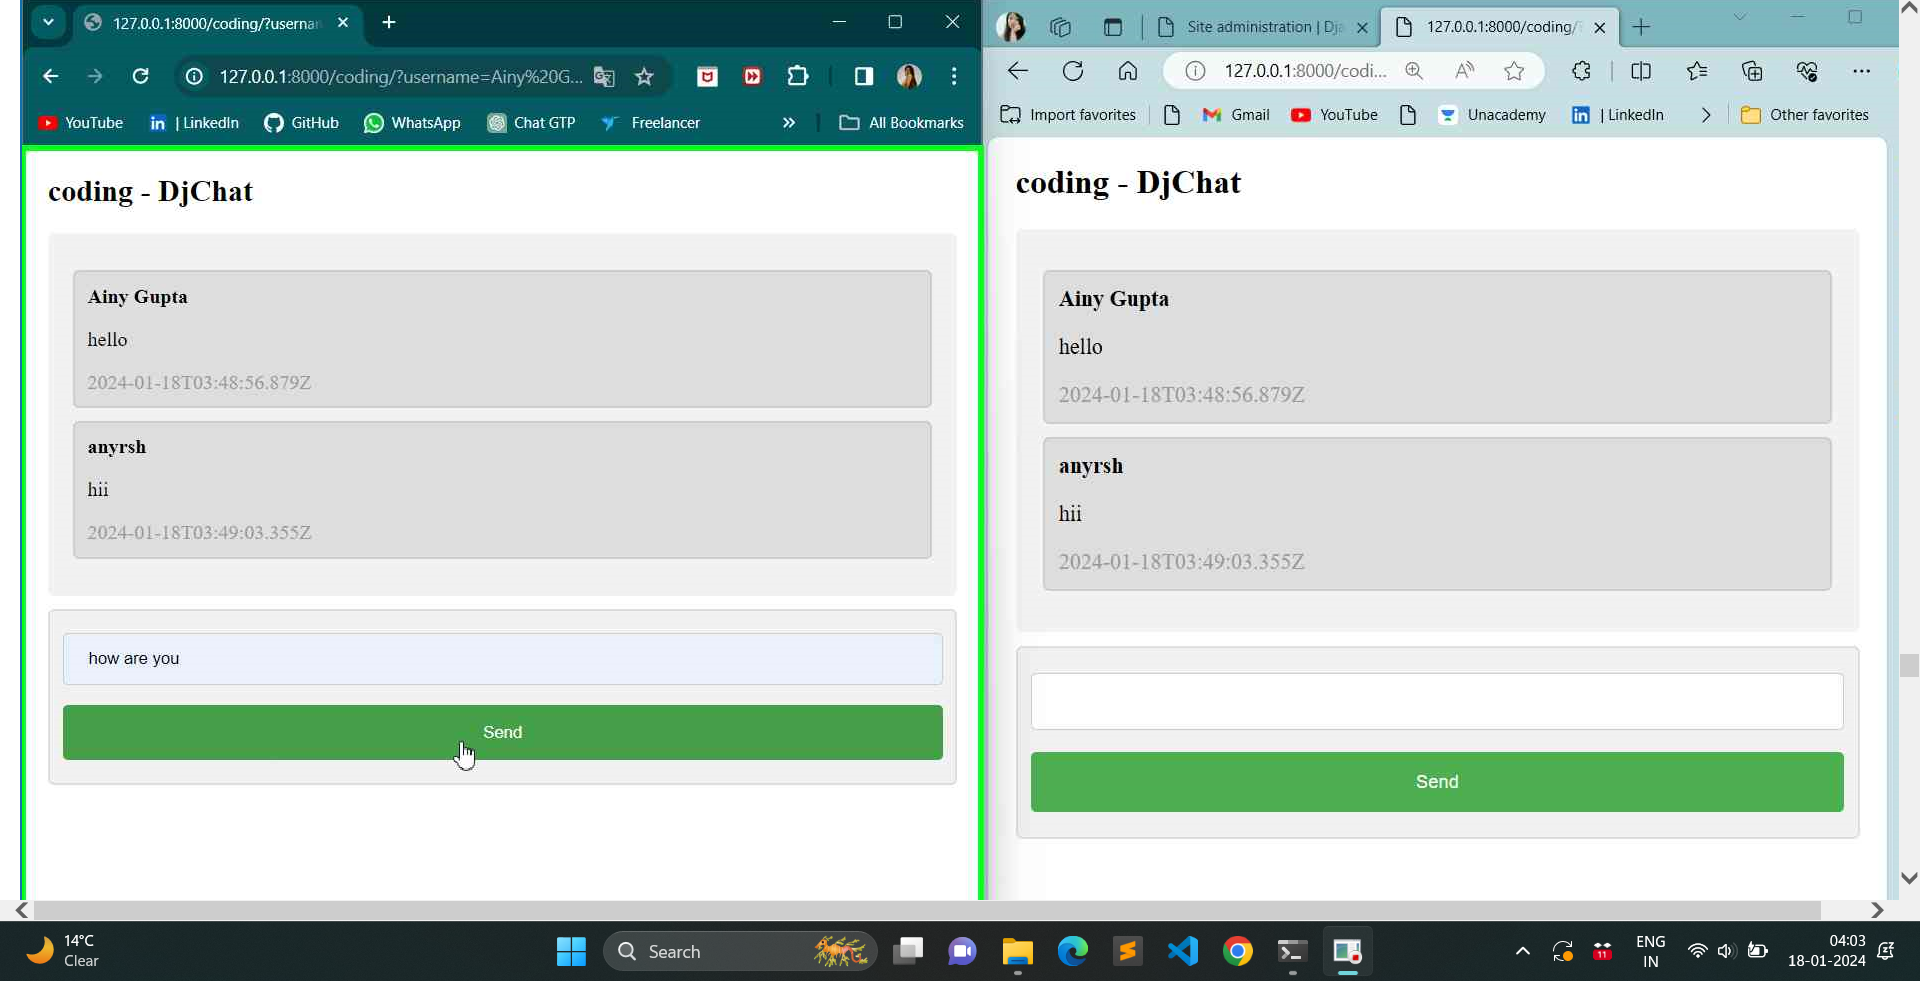 127.0.0.1:8000/coding/?usernam
127.0.0.1:8000/coding/?username=Ainy%20G...
YouTube
in | LinkedIn
GitHub
WhatsApp
Chat GTP
Freelancer
»
All Bookmarks
coding - DjChat
Ainy Gupta
hello
2024-01-18T03:48:56.879Z
anyrsh
hii
2024-01-18T03:49:03.355Z
how are you
Send
Site administration | Dja
127.0.0.1:8000/coding/
127.0.0.1:8000/codi...
Import favorites
Gmail
YouTube
Unacademy
in | LinkedIn
Other favorites
coding - DjChat
Ainy Gupta
hello
2024-01-18T03:48:56.879Z
anyrsh
hii
2024-01-18T03:49:03.355Z
Send
14°C
Clear
Search
11
ENG
IN
04:03
18-01-2024